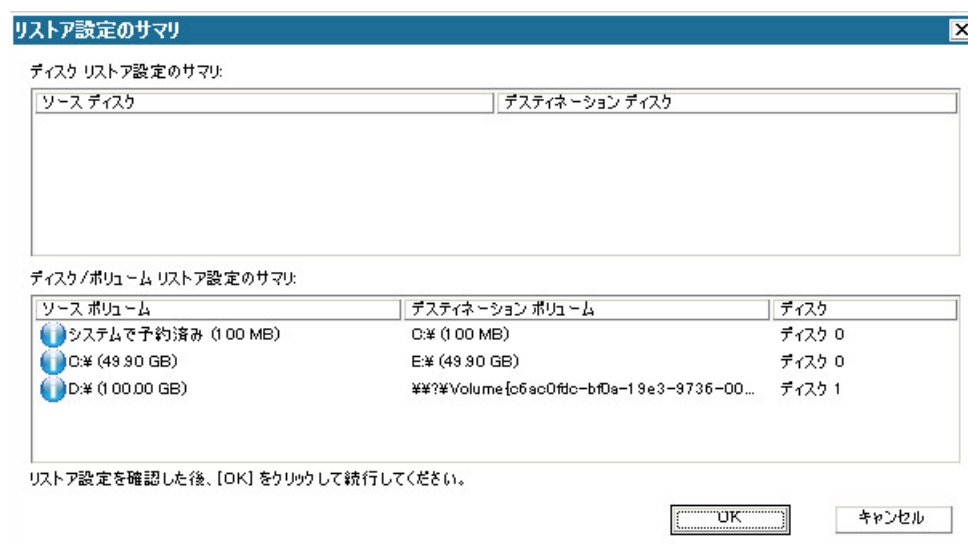 リストア設定のサマリ
ディスク リストア設定のサマリ:
ソース ディスク デスティネーション ディスク
ディスク/ボリューム リストア設定のサマリ:
ソース ボリューム デスティネーション ボリューム ディスク
システムで予約済み (100 MB) C:¥ (100 MB) ディスク 0
C:¥ (49.90 GB) E:¥ (49.90 GB) ディスク 0
D:¥ (100.00 GB) ¥¥?¥Volume{c6ac0fdc-bf0a-19e3-9736-00... ディスク 1
リストア設定を確認した後、[OK] をクリックして続行してください。
OK キャンセル